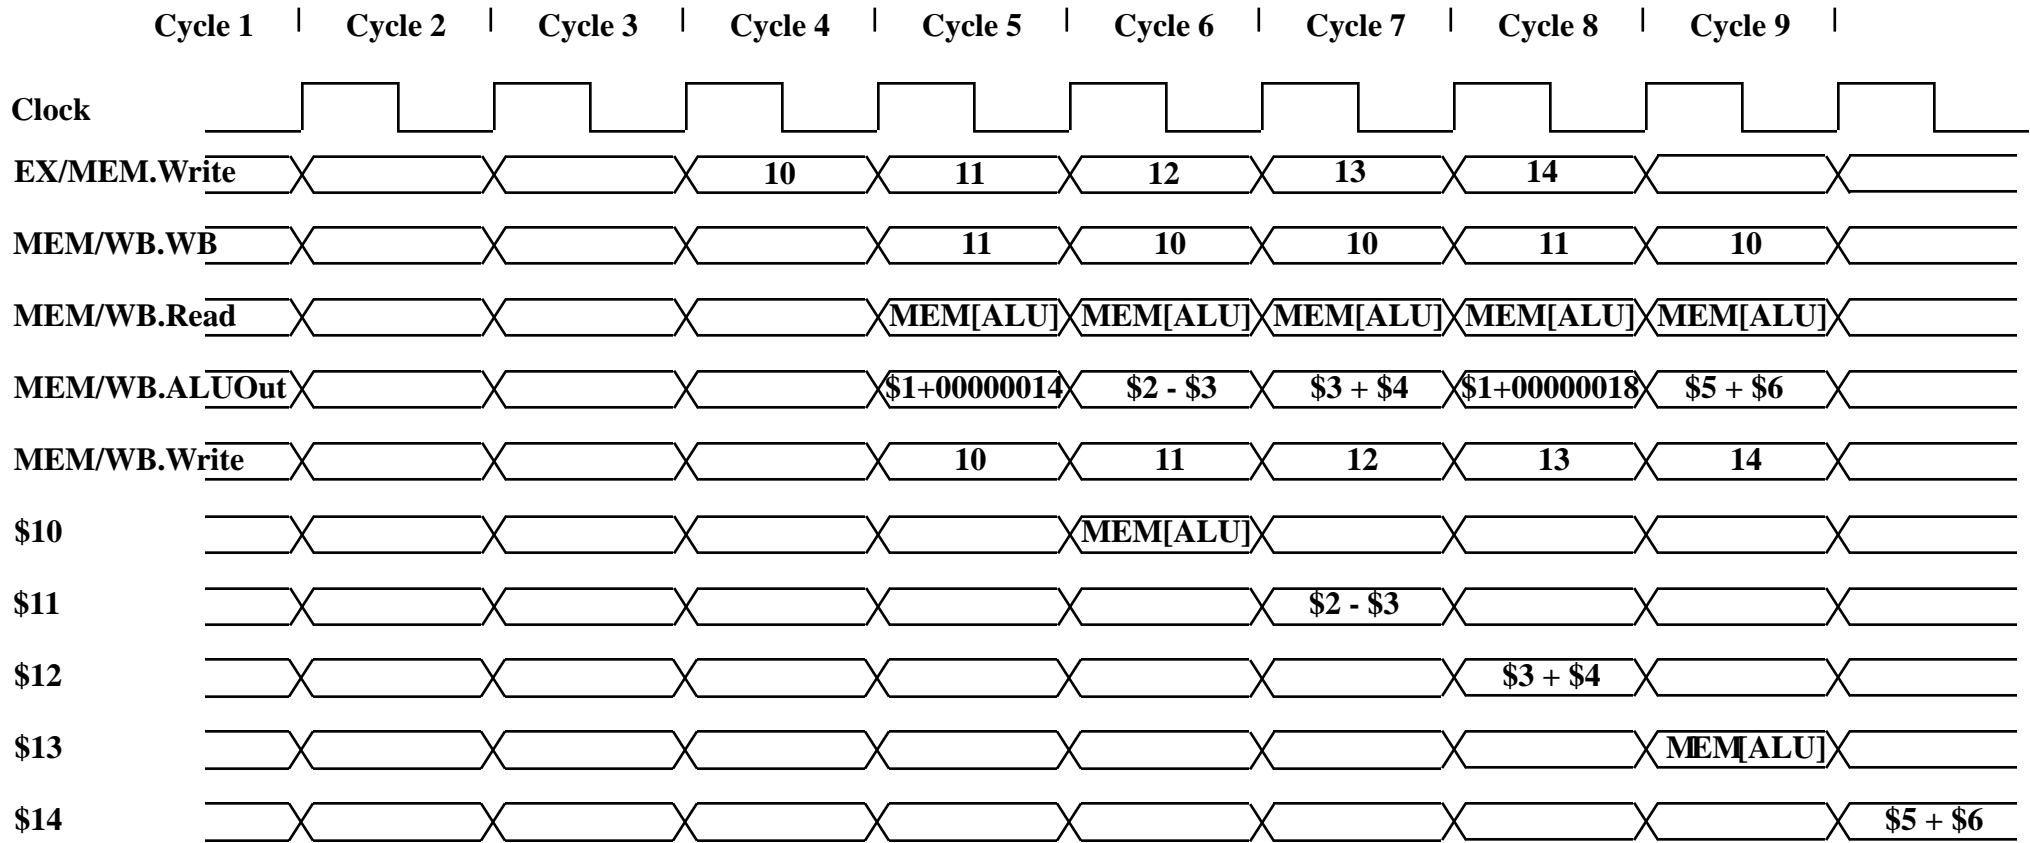 Cycle 1 Cycle 2 Cycle 3 Cycle 4 Cycle 5 Cycle 6 Cycle 7 Cycle 8 Cycle 9
Clock
EX/MEM.Write 10 11 12 13 14
MEM/WB.WB 11 10 10 11 10
MEM/WB.Read MEM[ALU] MEM[ALU] MEM[ALU] MEM[ALU] MEM[ALU]
MEM/WB.ALUOut $1+00000014 $2 - $3 $3 + $4 $1+00000018 $5 + $6
MEM/WB.Write 10 11 12 13 14
$10 MEM[ALU]
$11 $2 - $3
$12 $3 + $4
$13 MEM[ALU]
$14 $5 + $6